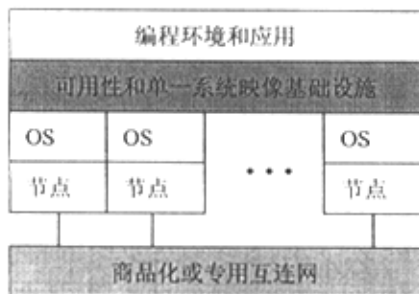 编程环境和应用
可用性和单一系统映像基础设施
OS OS OS
节点 节点 • • • 节点
商品化或专用互连网